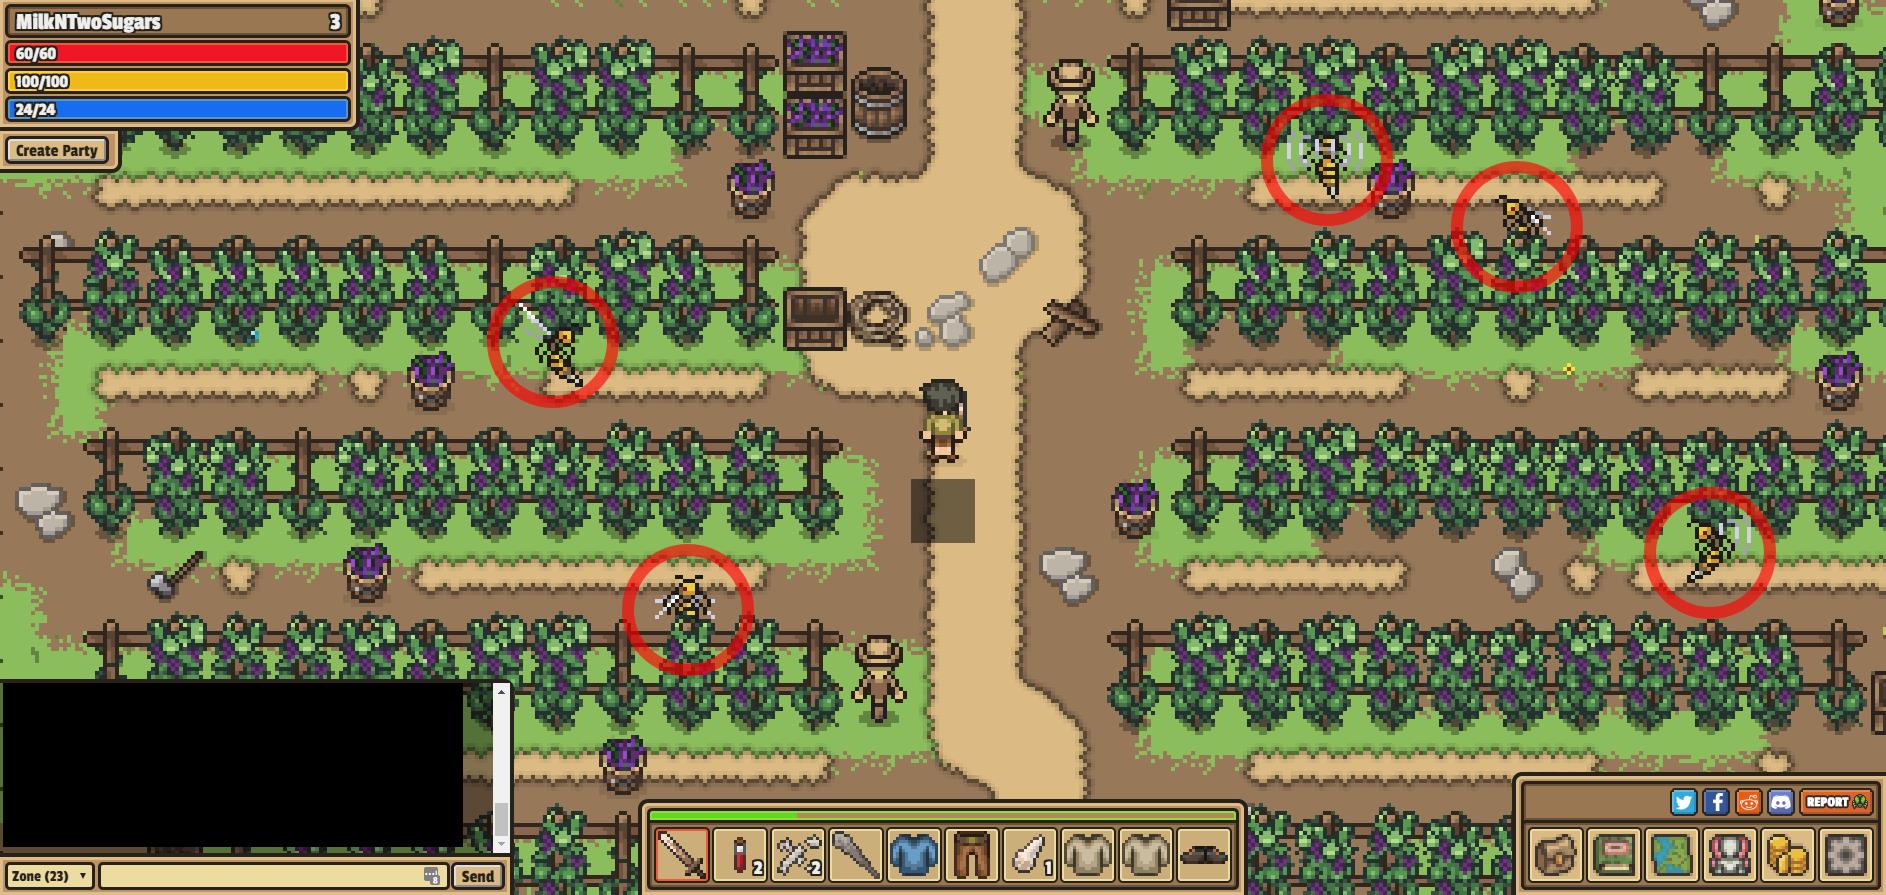 MilkNTwoSugars 3
60/60
100/100
24/24
Create Party
REPORT
2
2
1
Zone (23)
Send